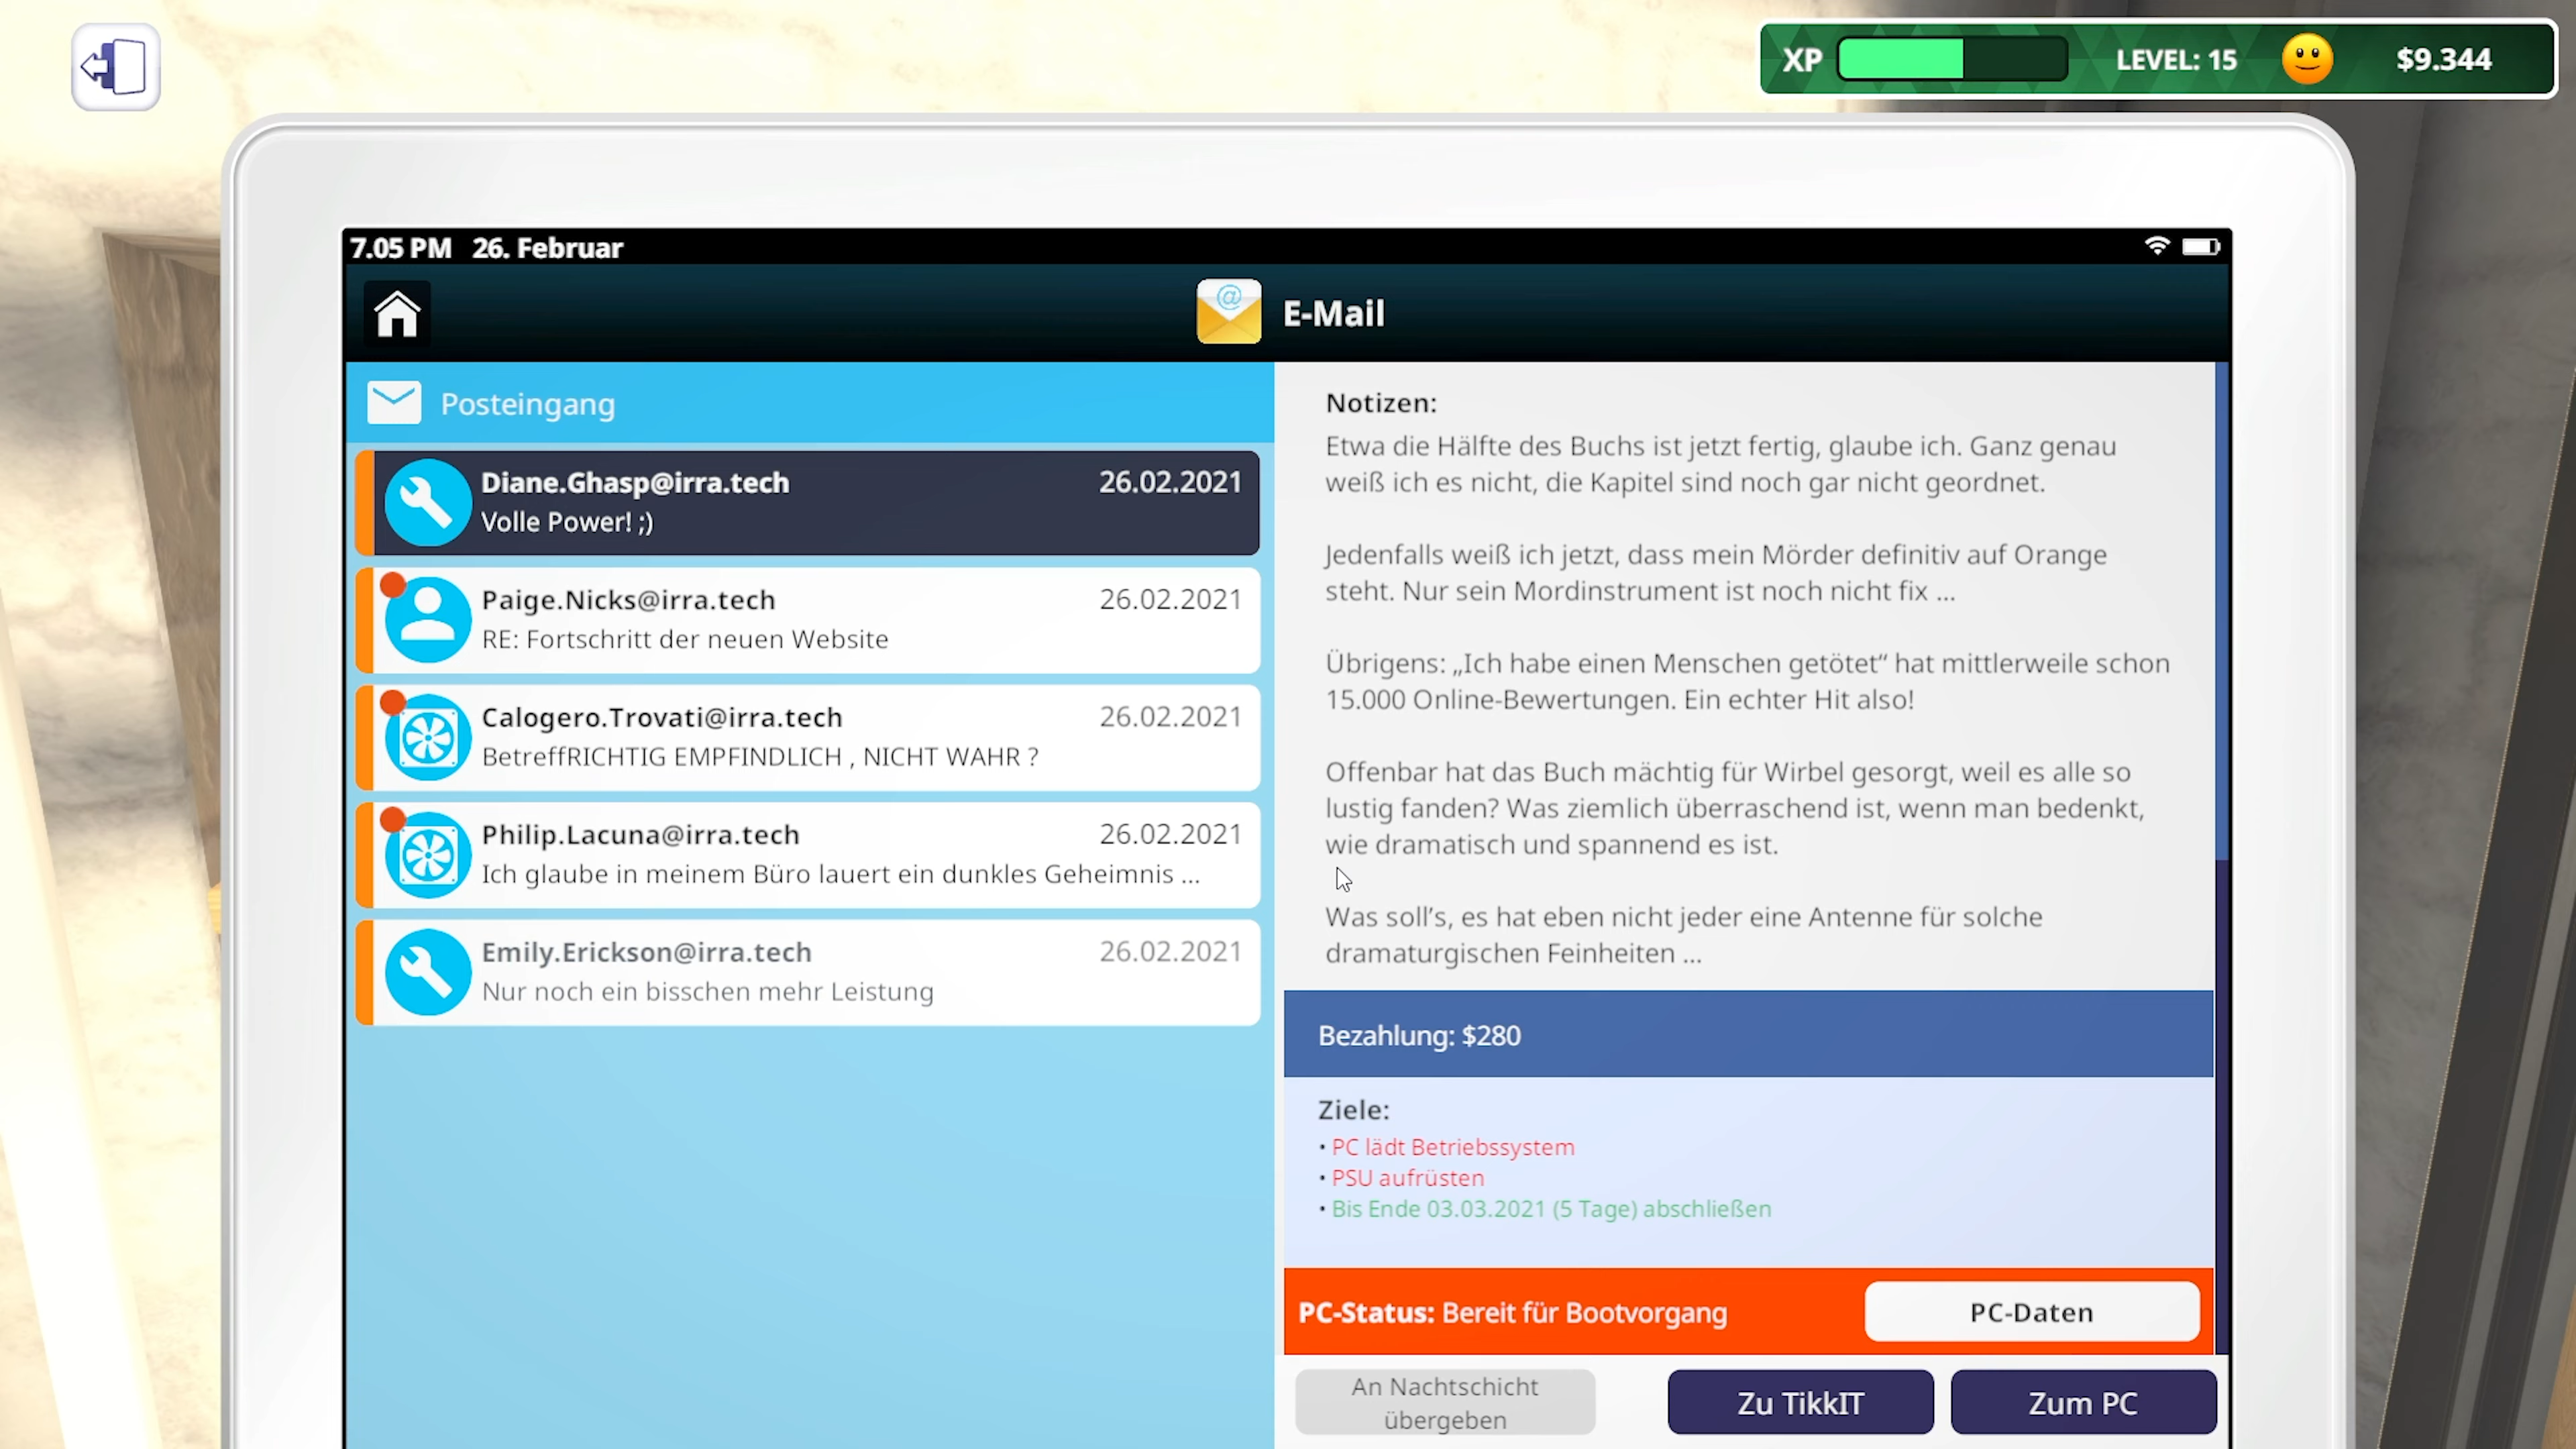 XP
LEVEL: 15
$9.344
7.05 PM 26. Februar
E-Mail
Posteingang
Diane.Ghasp@irra.tech 26.02.2021
Volle Power! ;)
Paige.Nicks@irra.tech 26.02.2021
RE: Fortschritt der neuen Website
Calogero.Trovati@irra.tech 26.02.2021
BetreffRICHTIG EMPFINDLICH , NICHT WAHR ?
Philip.Lacuna@irra.tech 26.02.2021
Ich glaube in meinem Büro lauert ein dunkles Geheimnis ...
Emily.Erickson@irra.tech 26.02.2021
Nur noch ein bisschen mehr Leistung
Notizen:
Etwa die Hälfte des Buchs ist jetzt fertig, glaube ich. Ganz genau
weiß ich es nicht, die Kapitel sind noch gar nicht geordnet.
Jedenfalls weiß ich jetzt, dass mein Mörder definitiv auf Orange
steht. Nur sein Mordinstrument ist noch nicht fix ...
Übrigens: „Ich habe einen Menschen getötet“ hat mittlerweile schon
15.000 Online-Bewertungen. Ein echter Hit also!
Offenbar hat das Buch mächtig für Wirbel gesorgt, weil es alle so
lustig fanden? Was ziemlich überraschend ist, wenn man bedenkt,
wie dramatisch und spannend es ist.
Was soll’s, es hat eben nicht jeder eine Antenne für solche
dramaturgischen Feinheiten ...
Bezahlung: $280
Ziele:
• PC lädt Betriebssystem
• PSU aufrüsten
• Bis Ende 03.03.2021 (5 Tage) abschließen
PC-Status: Bereit für Bootvorgang
PC-Daten
An Nachtschicht
übergeben
Zu TikkIT
Zum PC